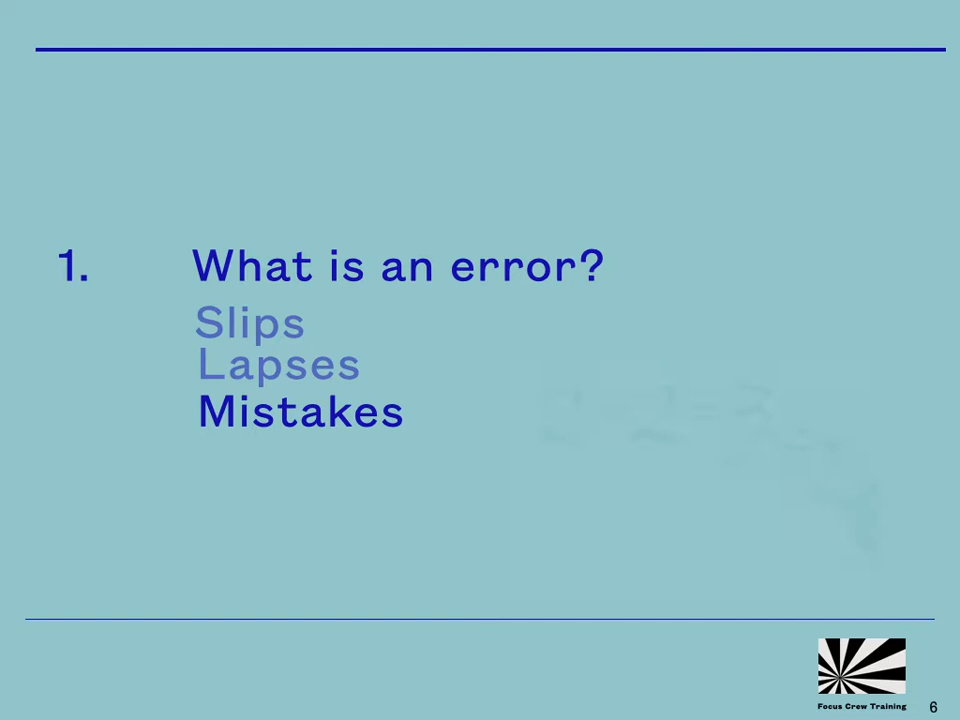 1. What is an error?
Slips
Lapses
Mistakes
Focus Crew Training
6